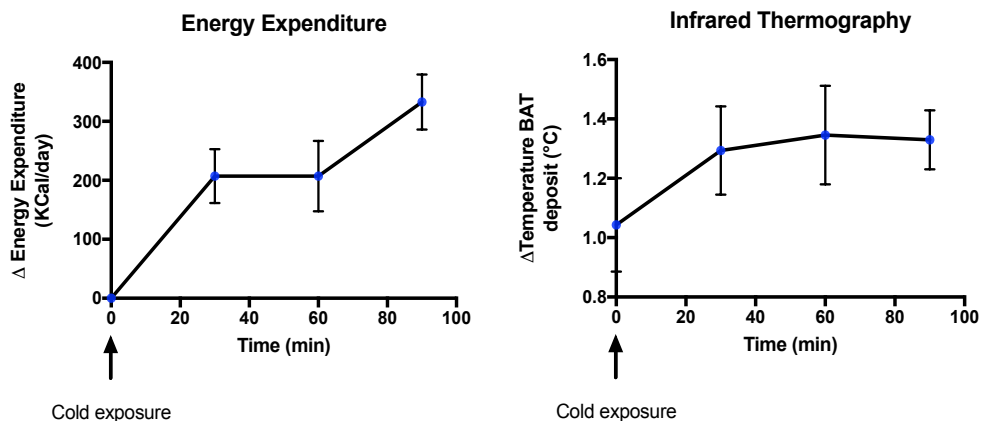 Energy Expenditure
Δ Energy Expenditure
(KCal/day)
400
300
200
100
0
0 20 40 60 80 100
Time (min)
Cold exposure
Infrared Thermography
ΔTemperature BAT
deposit (°C)
1.6
1.4
1.2
1.0
0.8
0 20 40 60 80 100
Time (min)
Cold exposure